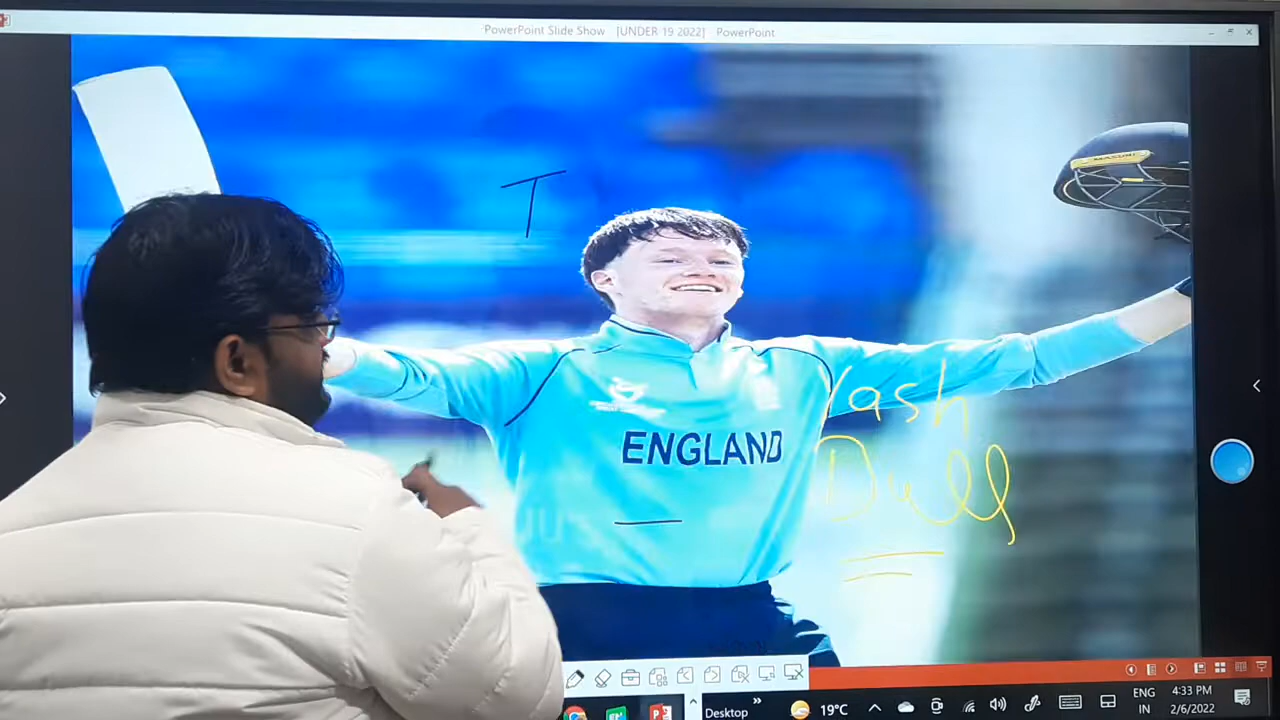 PowerPoint Slide Show [UNDER 19 2022] PowerPoint
T
MASURI
ENGLAND
Yash
Dull
Desktop
19°C
ENG
IN
4:33 PM
2/6/2022